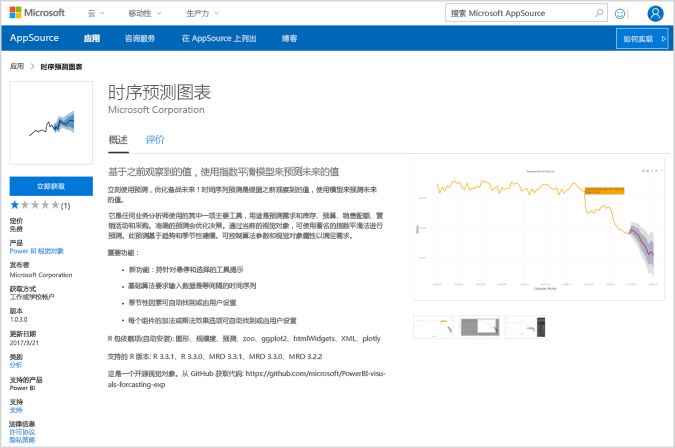 Microsoft 云 移动性 生产力 搜索 Microsoft AppSource
AppSource 应用 咨询服务 在 AppSource 上列出 博客 如何实现
应用 > 时序预测图表
时序预测图表
Microsoft Corporation
概述 评价
立即获取
(1)
定价
免费
产品
Power BI 视觉对象
发布者
Microsoft Corporation
获取方式
工作或学校帐户
版本
1.0.3.0
更新日期
2017/3/21
类别
分析
支持的产品
Power BI
支持
支持
法律信息
许可协议
隐私策略
基于之前观察到的值，使用指数平滑模型来预测未来的值
立刻使用预测，优化备战未来！时间序列预测是根据之前观察到的值，使用模型来预测未来
的值。
它是任何业务分析师使用的其中一项主要工具，用途是预测需求和库存、预算、销售配额、营
销活动和采购。准确的预测会优化决策。通过当前的视觉对象，可使用著名的指数平滑法进行
预测。此预测基于趋势和季节性建模。可控制算法参数和视觉对象属性以满足需求。
重要功能：
• 新功能：持针对悬停和选择的工具提示
• 基础算法要求输入数据是等间隔的时间序列
• 季节性因素可自动找到或由用户设置
• 每个组件的加法或乘法效果选项可自动找到或由用户设置
R 包依赖项(自动安装): 图形、规模度、预测、zoo、ggplot2、htmlWidgets、XML、plotly
支持的 R 版本: R 3.3.1、R 3.3.0、MRO 3.3.1、MRO 3.3.0、MRO 3.2.2
这是一个开源视觉对象。从 GitHub 获取代码: https://github.com/microsoft/PowerBI-visu-
als-forcasting-exp
Calendar Month